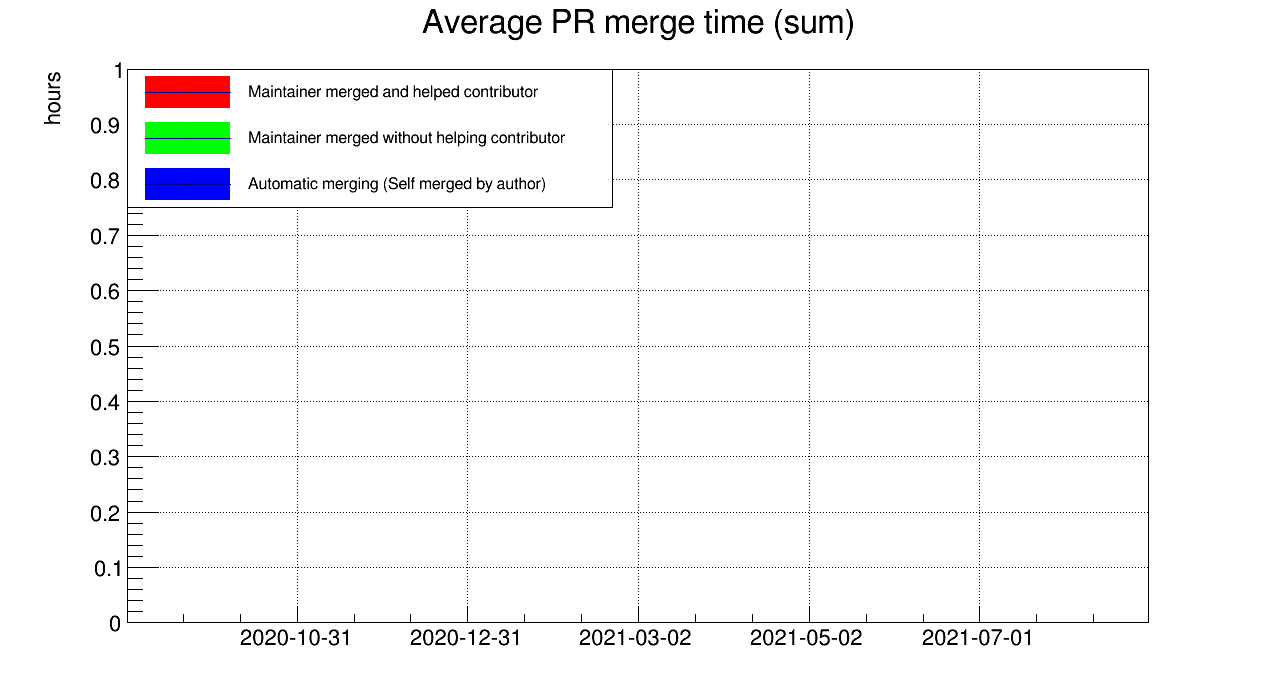 Average PR merge time (sum)
hours
1
Maintainer merged and helped contributor
0.9
Maintainer merged without helping contributor
0.8
Automatic merging (Self merged by author)
0.7
0.6
0.5
0.4
0.3
0.2
0.1
0
2020-10-31 2020-12-31 2021-03-02 2021-05-02 2021-07-01